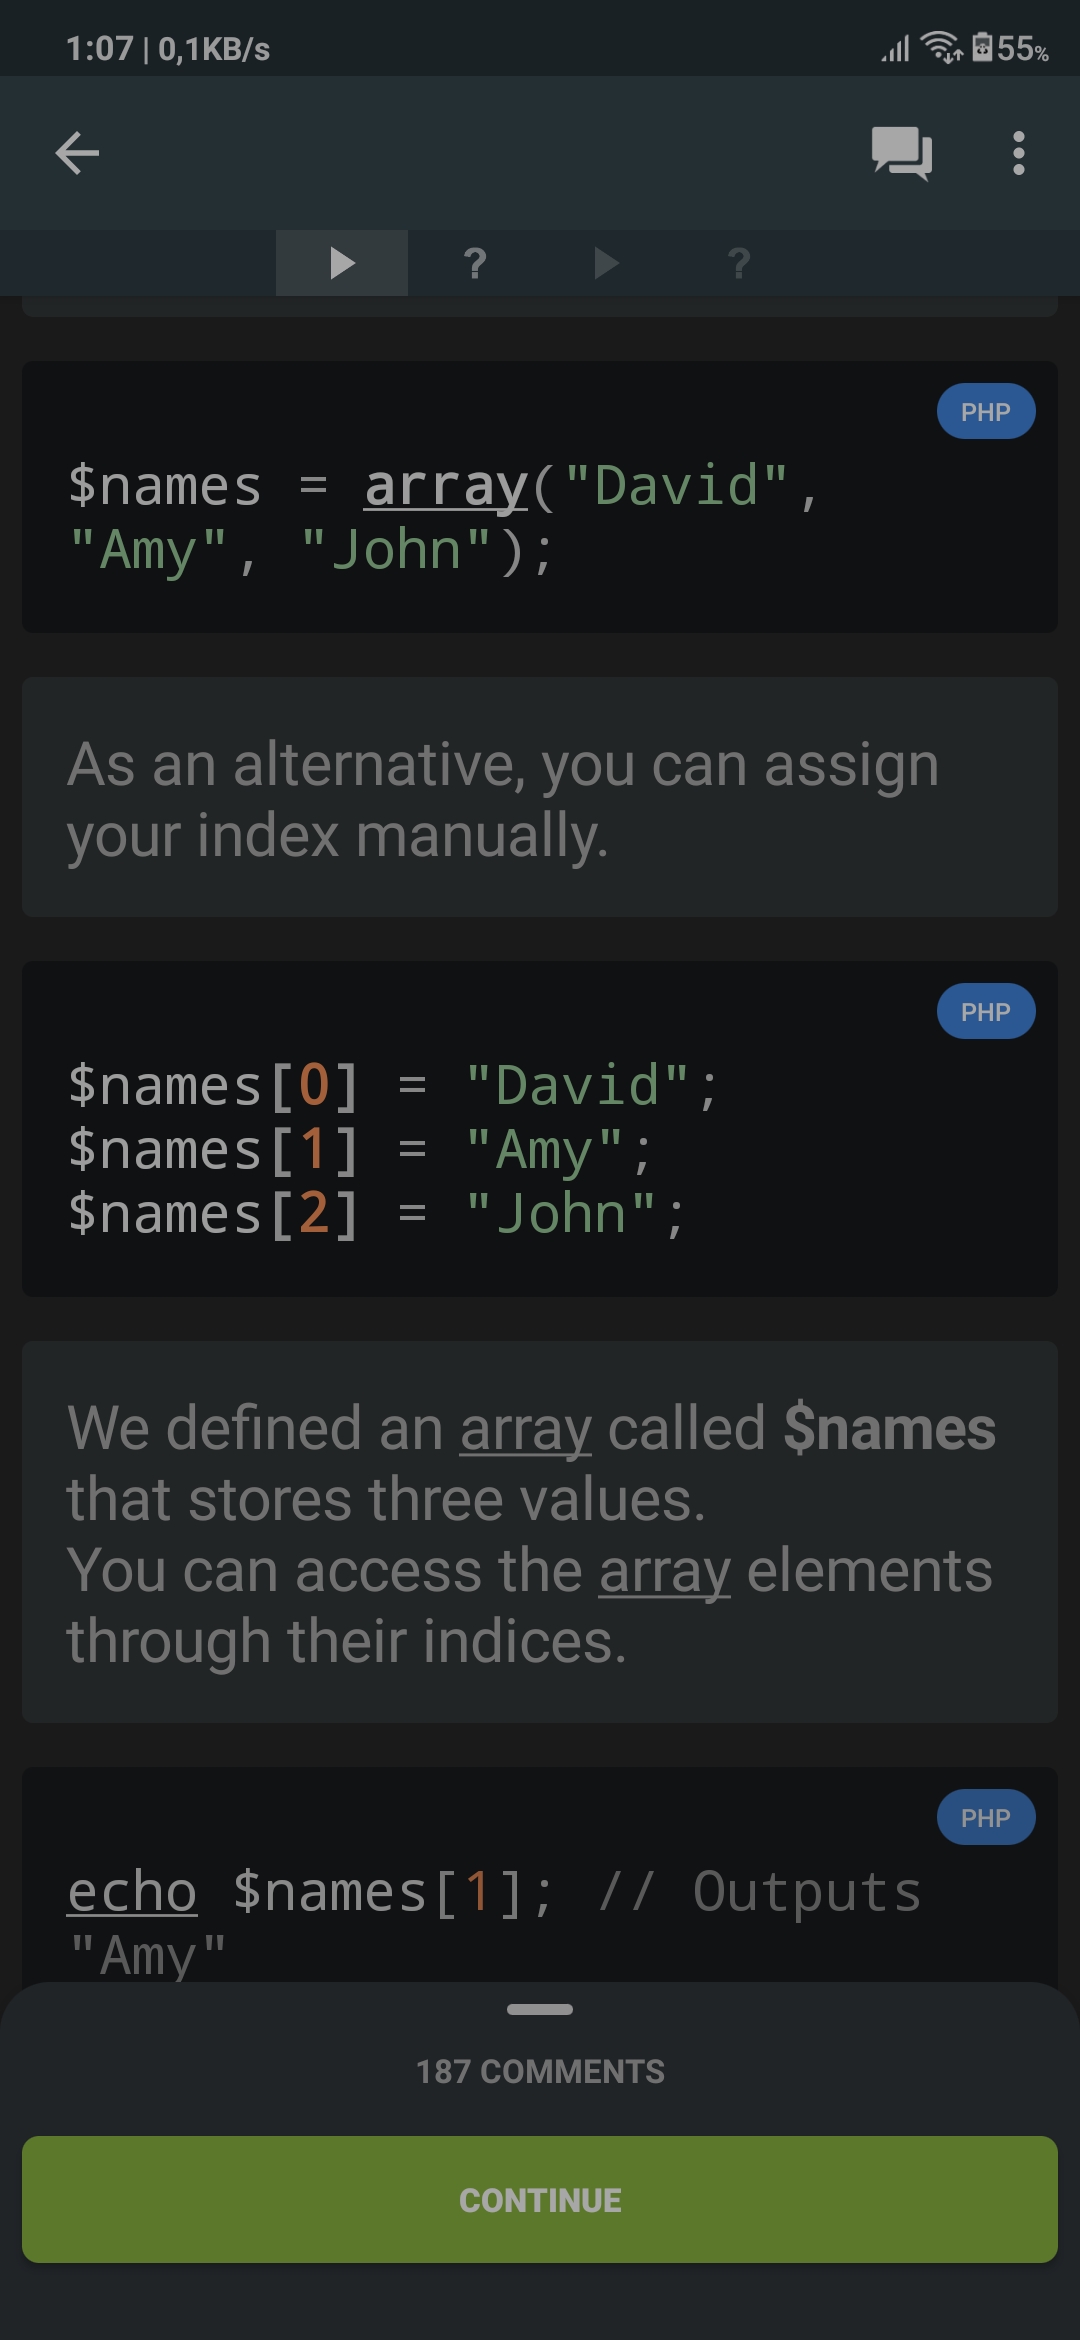 1:07 | 0,1KB/s 55%
? ?
PHP
$names = array("David",
"Amy", "John");
As an alternative, you can assign
your index manually.
PHP
$names[0] = "David";
$names[1] = "Amy";
$names[2] = "John";
We defined an array called $names
that stores three values.
You can access the array elements
through their indices.
PHP
echo $names[1]; // Outputs
"Amy"
187 COMMENTS
CONTINUE